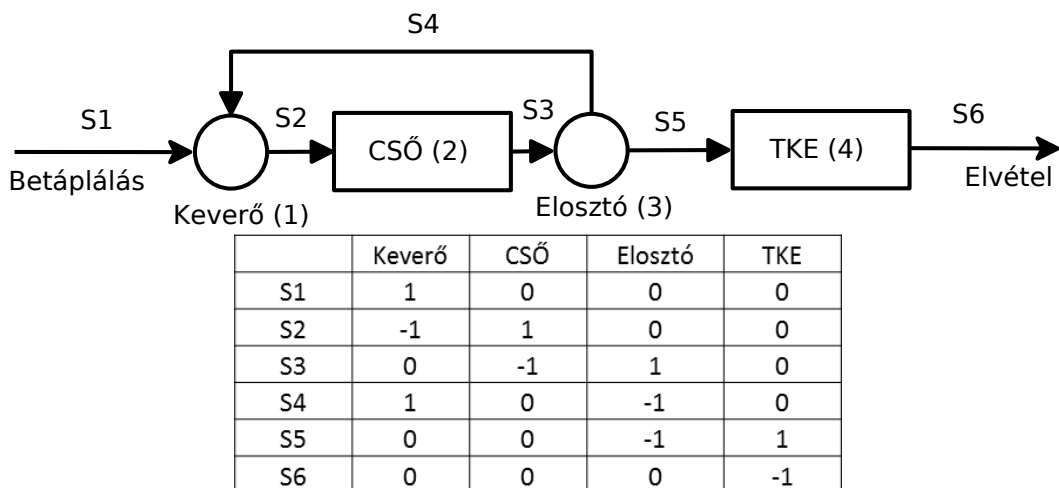 S4
S1 S2 S3 S5 S6
CSŐ (2) TKE (4)
Betáplálás Elvétel
Keverő (1) Elosztó (3)
Keverő CSŐ Elosztó TKE
S1 1 0 0 0
S2 -1 1 0 0
S3 0 -1 1 0
S4 1 0 -1 0
S5 0 0 -1 1
S6 0 0 0 -1